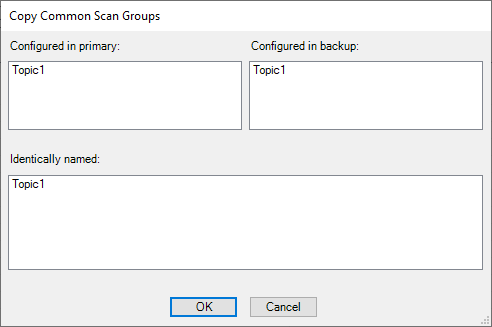 Copy Common Scan Groups
Configured in primary:
Configured in backup:
Topic1
Topic1
Identically named:
Topic1
OK
Cancel